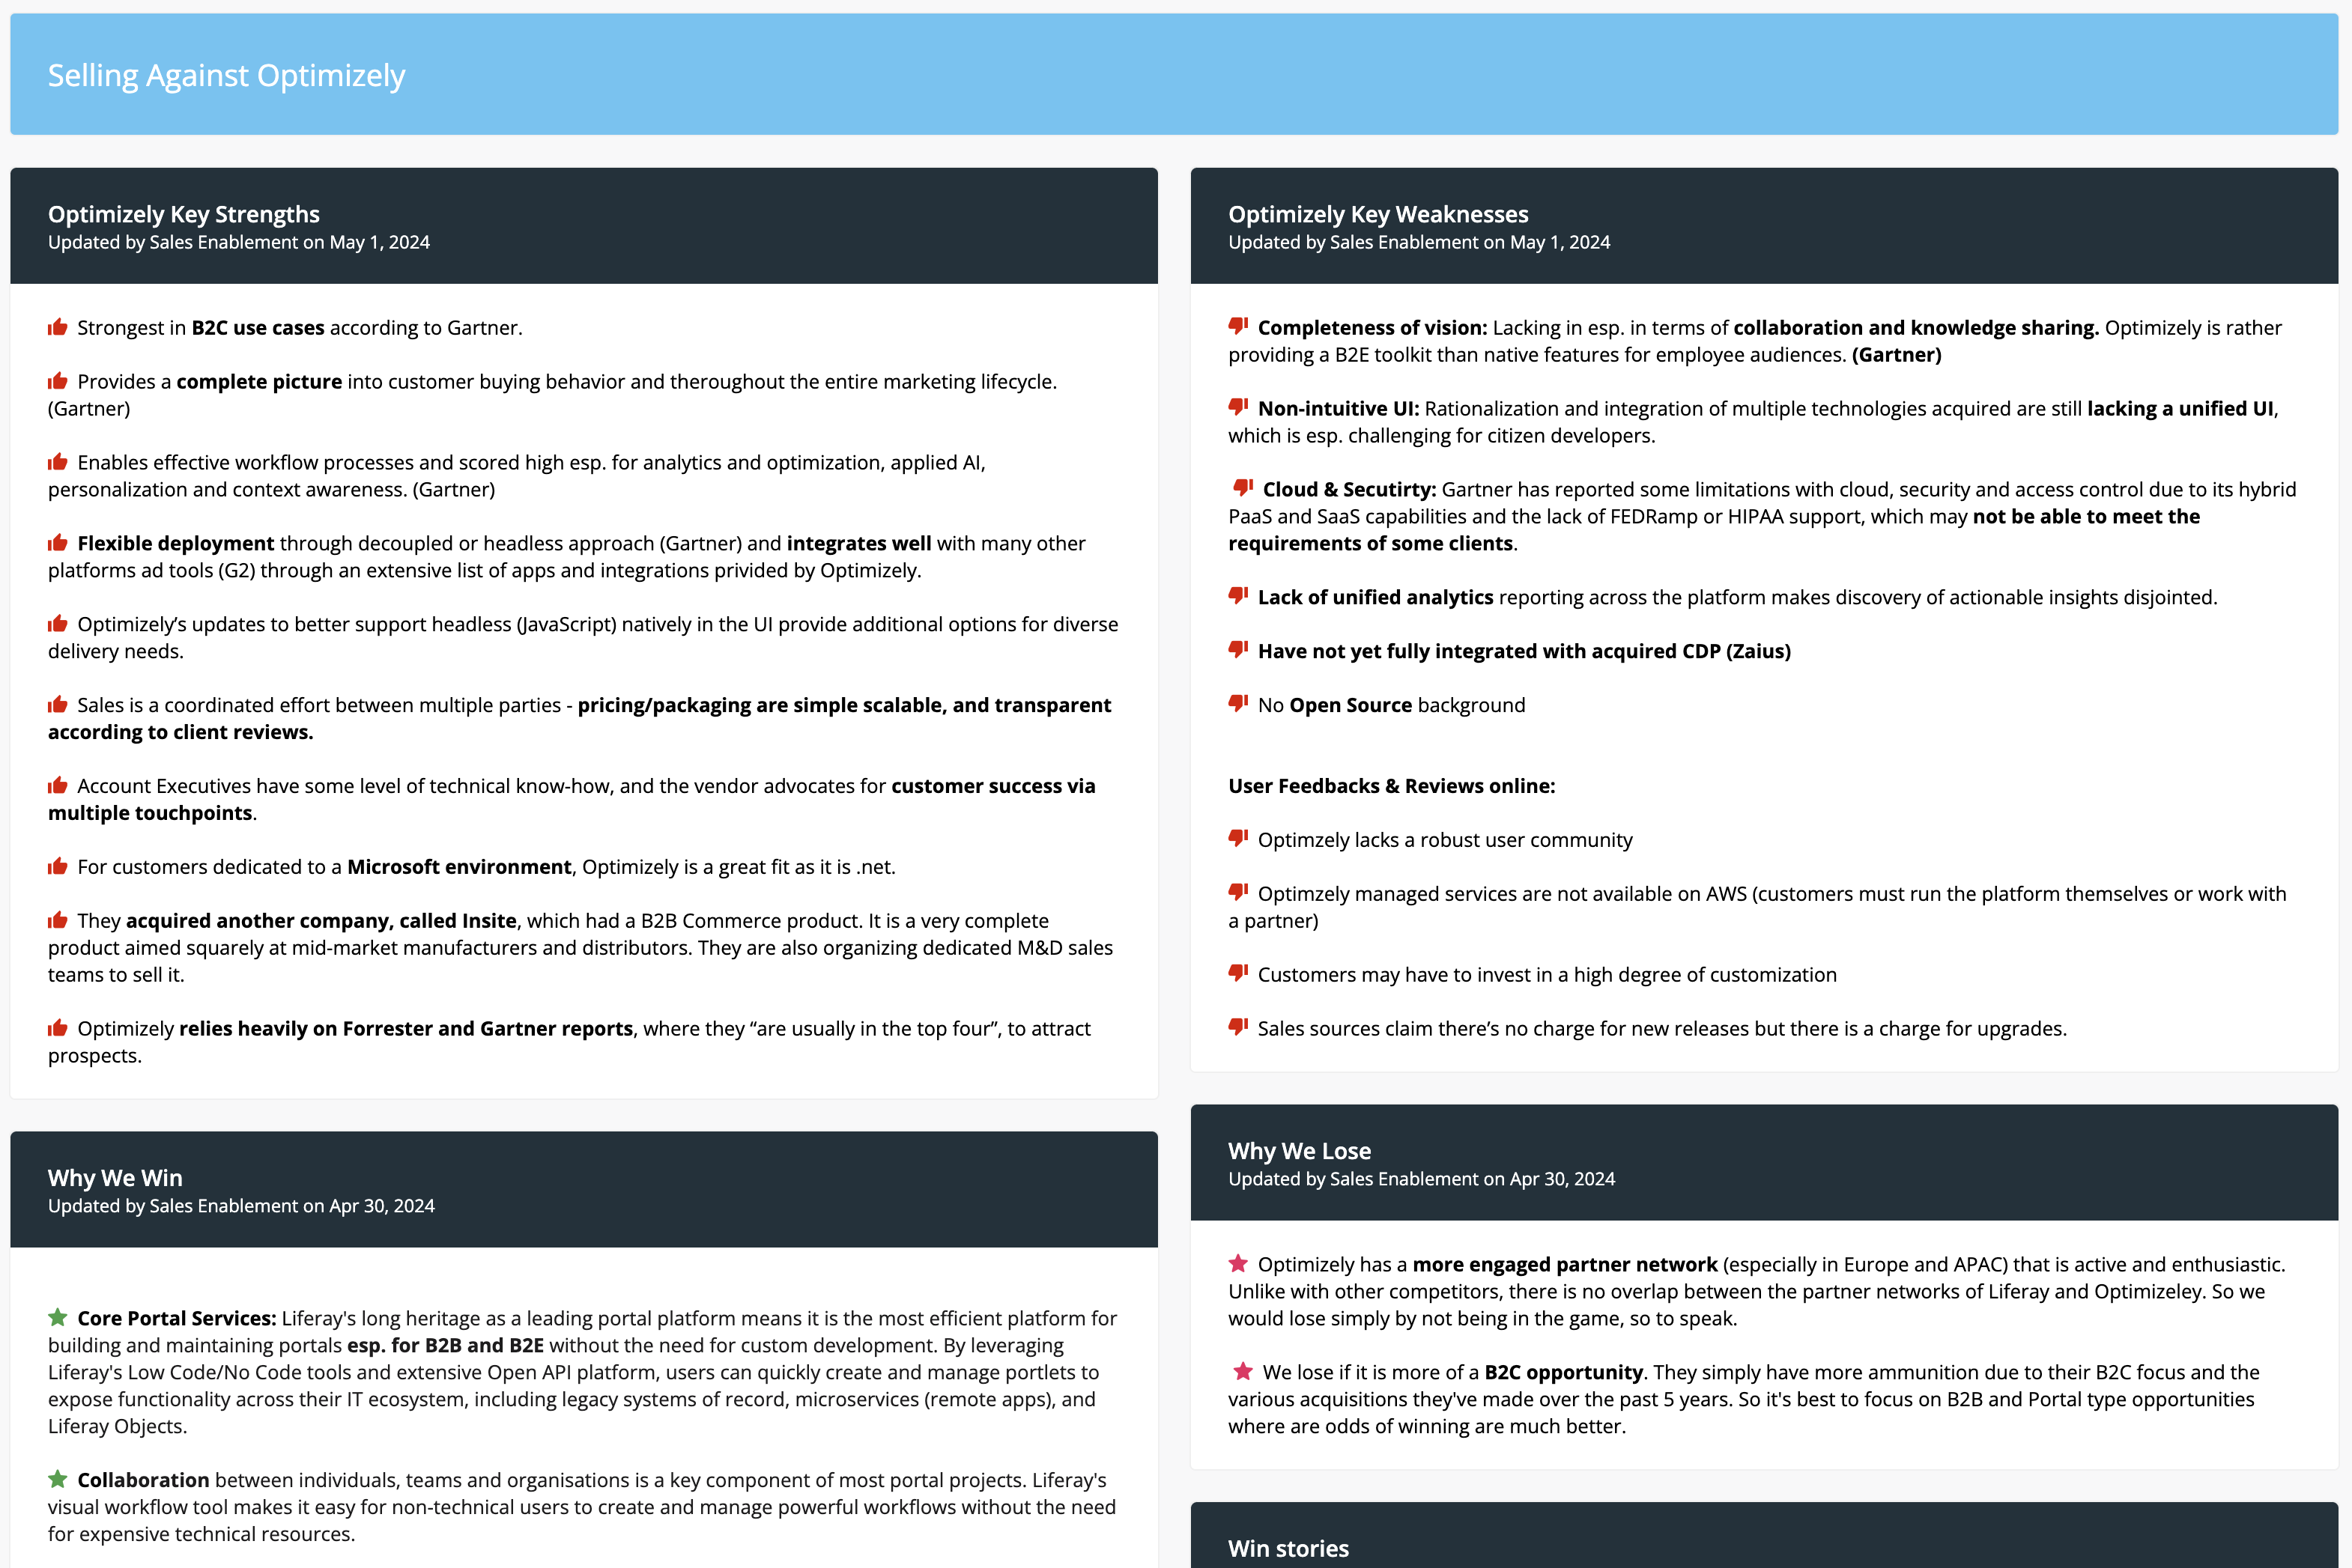 Selling Against Optimizely
Optimizely Key Strengths
Updated by Sales Enablement on May 1, 2024
Strongest in B2C use cases according to Gartner.
Provides a complete picture into customer buying behavior and theroughout the entire marketing lifecycle.
(Gartner)
Enables effective workflow processes and scored high esp. for analytics and optimization, applied AI,
personalization and context awareness. (Gartner)
Flexible deployment through decoupled or headless approach (Gartner) and integrates well with many other
platforms ad tools (G2) through an extensive list of apps and integrations privided by Optimizely.
Optimizely’s updates to better support headless (JavaScript) natively in the UI provide additional options for diverse
delivery needs.
Sales is a coordinated effort between multiple parties - pricing/packaging are simple scalable, and transparent
according to client reviews.
Account Executives have some level of technical know-how, and the vendor advocates for customer success via
multiple touchpoints.
For customers dedicated to a Microsoft environment, Optimizely is a great fit as it is .net.
They acquired another company, called Insite, which had a B2B Commerce product. It is a very complete
product aimed squarely at mid-market manufacturers and distributors. They are also organizing dedicated M&D sales
teams to sell it.
Optimizely relies heavily on Forrester and Gartner reports, where they “are usually in the top four”, to attract
prospects.
Optimizely Key Weaknesses
Updated by Sales Enablement on May 1, 2024
Completeness of vision: Lacking in esp. in terms of collaboration and knowledge sharing. Optimizely is rather
providing a B2E toolkit than native features for employee audiences. (Gartner)
Non-intuitive UI: Rationalization and integration of multiple technologies acquired are still lacking a unified UI,
which is esp. challenging for citizen developers.
Cloud & Secutirty: Gartner has reported some limitations with cloud, security and access control due to its hybrid
PaaS and SaaS capabilities and the lack of FEDRamp or HIPAA support, which may not be able to meet the
requirements of some clients.
Lack of unified analytics reporting across the platform makes discovery of actionable insights disjointed.
Have not yet fully integrated with acquired CDP (Zaius)
No Open Source background
User Feedbacks & Reviews online:
Optimzely lacks a robust user community
Optimzely managed services are not available on AWS (customers must run the platform themselves or work with
a partner)
Customers may have to invest in a high degree of customization
Sales sources claim there’s no charge for new releases but there is a charge for upgrades.
Why We Win
Updated by Sales Enablement on Apr 30, 2024
Core Portal Services: Liferay's long heritage as a leading portal platform means it is the most efficient platform for
building and maintaining portals esp. for B2B and B2E without the need for custom development. By leveraging
Liferay's Low Code/No Code tools and extensive Open API platform, users can quickly create and manage portlets to
expose functionality across their IT ecosystem, including legacy systems of record, microservices (remote apps), and
Liferay Objects.
Collaboration between individuals, teams and organisations is a key component of most portal projects. Liferay's
visual workflow tool makes it easy for non-technical users to create and manage powerful workflows without the need
for expensive technical resources.
Why We Lose
Updated by Sales Enablement on Apr 30, 2024
Optimizely has a more engaged partner network (especially in Europe and APAC) that is active and enthusiastic.
Unlike with other competitors, there is no overlap between the partner networks of Liferay and Optimizeley. So we
would lose simply by not being in the game, so to speak.
We lose if it is more of a B2C opportunity. They simply have more ammunition due to their B2C focus and the
various acquisitions they've made over the past 5 years. So it's best to focus on B2B and Portal type opportunities
where are odds of winning are much better.
Win stories